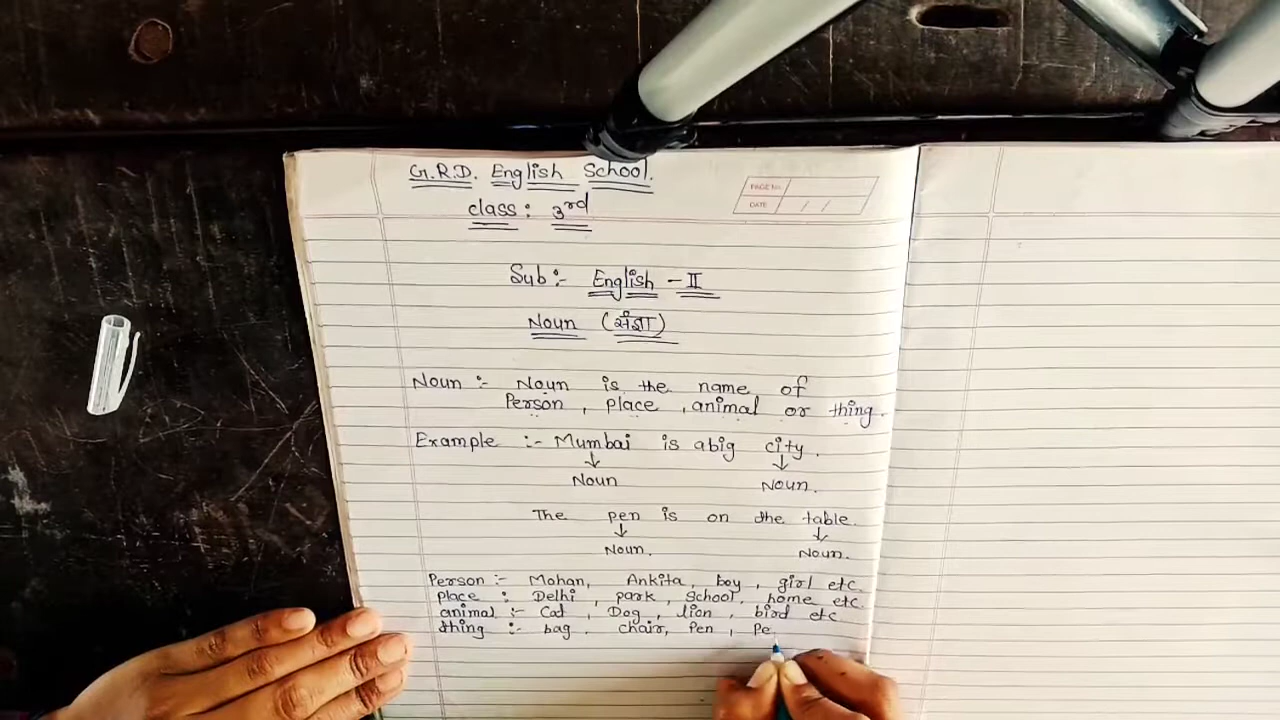 G.R.D. English School.
class: 3rd
PAGE No.
DATE / /
Sub:- English - II
Noun (संज्ञा)
Noun :- Noun is the name of
Person, place, animal or thing.
Example :- Mumbai is abig city.
↓ ↓
Noun Noun.
The pen is on the table.
↓ ↓
Noun. Noun.
Person :- Mohan, Ankita, boy, girl etc.
place : Delhi, park, School, home etc.
animal :- Cat, Dog, lion, bird etc
thing :- bag. chair, Pen, Pe